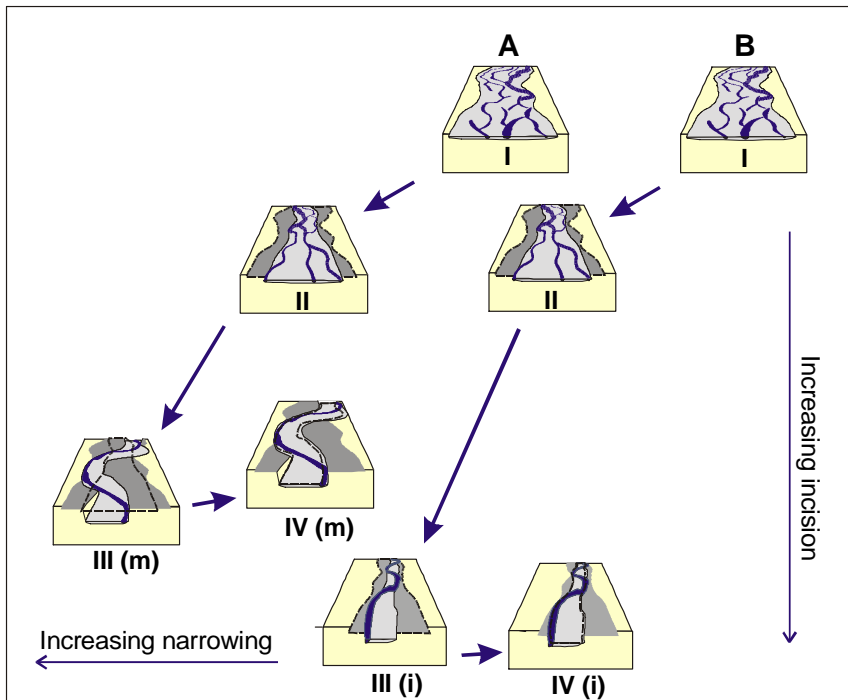 A
B
I
I
II
II
III (m)
IV (m)
III (i)
IV (i)
Increasing narrowing
Increasing incision